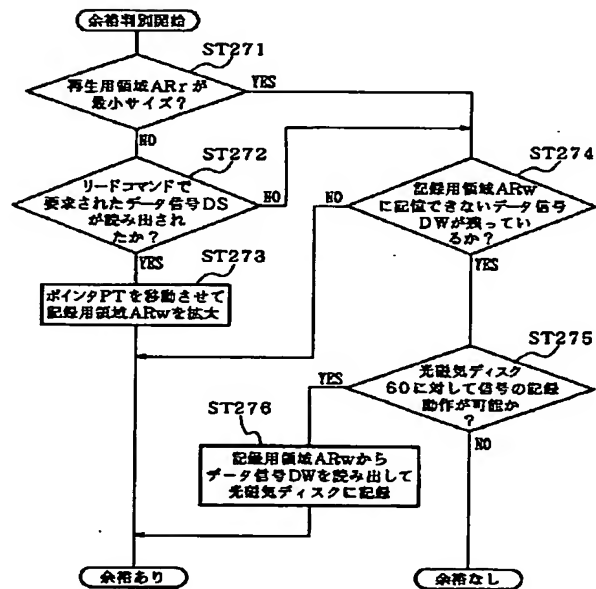 余裕判別開始
ST271
再生用領域ARrが
最小サイズ?
YES
NO
ST272
リードコマンドで
要求されたデータ信号DS
が読み出され
たか?
NO
YES
ST273
ポインタPTを移動させて
記録用領域ARwを拡大
ST274
記録用領域ARw
に記位できないデータ信号
DWが残ってい
るか?
NO
YES
ST275
光磁気ディスク
60に対して信号の記録
動作が可能か
?
YES
NO
ST276
記録用領域ARwから
データ信号DWを読み出して
光磁気ディスクに記録
余裕あり
余裕なし